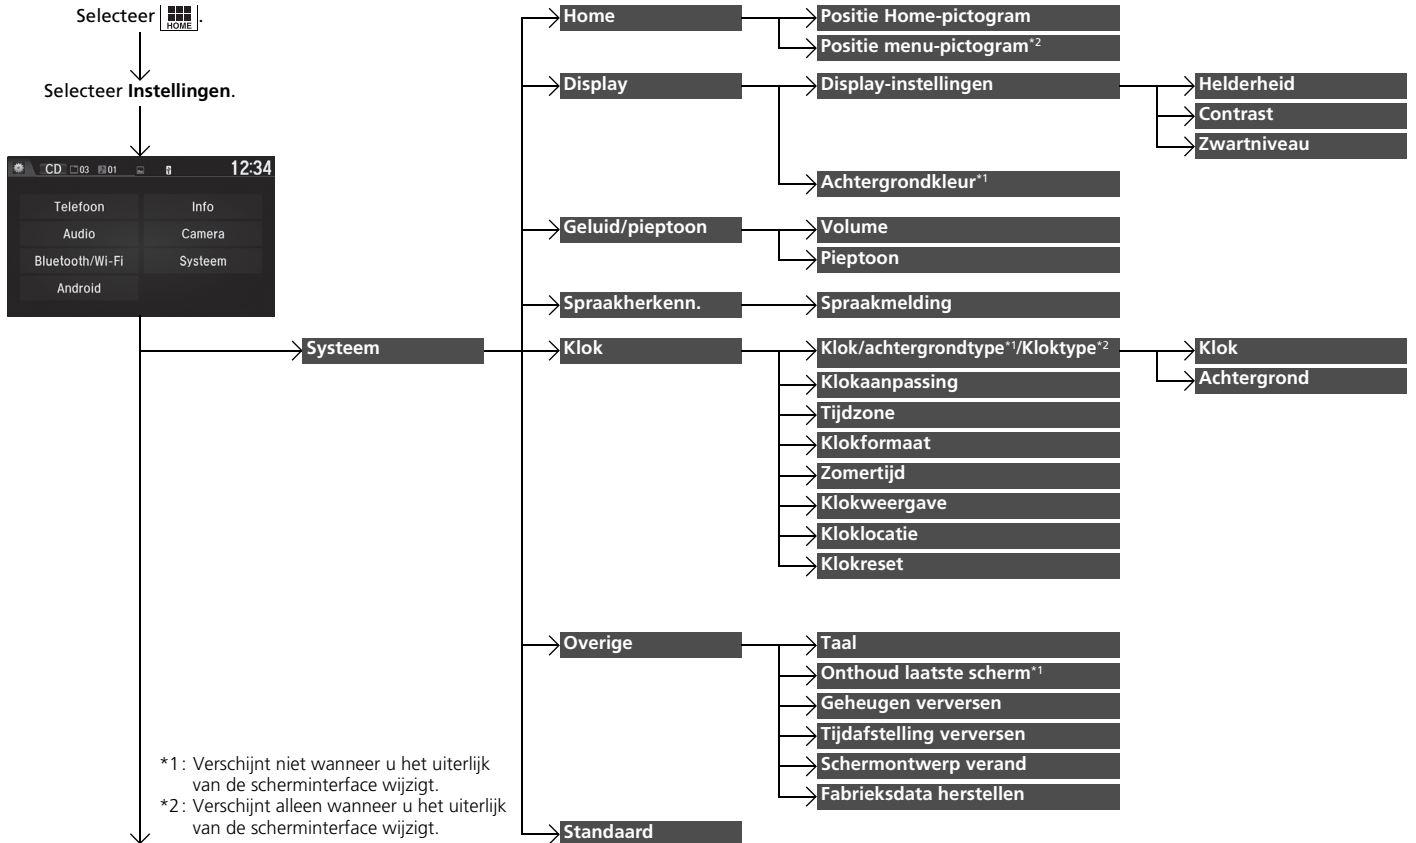 Selecteer HOME.
Selecteer Instellingen.
CD 03 01 12:34
Telefoon Info
Audio Camera
Bluetooth/Wi-Fi Systeem
Android
Systeem
Home
Positie Home-pictogram
Positie menu-pictogram*2
Display
Display-instellingen
Helderheid
Contrast
Zwartniveau
Achtergrondkleur*1
Geluid/pieptoon
Volume
Pieptoon
Spraakherkenn.
Spraakmelding
Klok
Klok/achtergrondtype*1/Kloktype*2
Klok
Achtergrond
Klokaanpassing
Tijdzone
Klokformaat
Zomertijd
Klokweergave
Kloklocatie
Klokreset
Overige
Taal
Onthoud laatste scherm*1
Geheugen verversen
Tijdafstelling verversen
Schermontwerp verand
Fabrieksdata herstellen
Standaard
*1: Verschijnt niet wanneer u het uiterlijk
van de scherminterface wijzigt.
*2: Verschijnt alleen wanneer u het uiterlijk
van de scherminterface wijzigt.